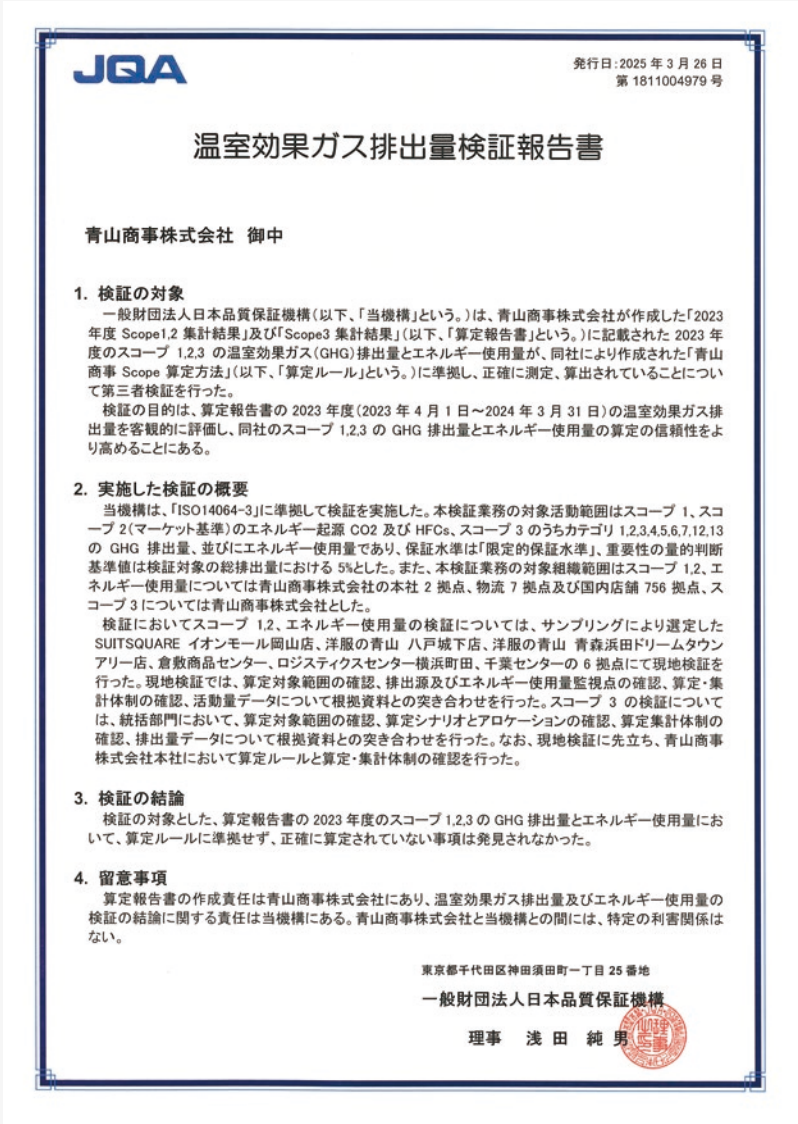 JQA
発行日:2025年3月26日
第1811004979号
温室効果ガス排出量検証報告書
青山商事株式会社 御中
1. 検証の対象
一般財団法人日本品質保証機構(以下、「当機構」という。)は、青山商事株式会社が作成した「2023
年度 Scope1,2 集計結果」及び「Scope3 集計結果」(以下、「算定報告書」という。)に記載された 2023 年
度のスコープ 1,2,3 の温室効果ガス(GHG)排出量とエネルギー使用量が、同社により作成された「青山
商事 Scope 算定方法」(以下、「算定ルール」という。)に準拠し、正確に測定、算出されていることについ
て第三者検証を行った。
検証の目的は、算定報告書の 2023 年度(2023 年 4 月 1 日～2024 年 3 月 31 日)の温室効果ガス排
出量を客観的に評価し、同社のスコープ 1,2,3 の GHG 排出量とエネルギー使用量の算定の信頼性をよ
り高めることにある。
2. 実施した検証の概要
当機構は、「ISO14064-3」に準拠して検証を実施した。本検証業務の対象活動範囲はスコープ 1、スコ
ープ 2(マーケット基準)のエネルギー起源 CO2 及び HFCs、スコープ 3 のうちカテゴリ 1,2,3,4,5,6,7,12,13
の GHG 排出量、並びにエネルギー使用量であり、保証水準は「限定的保証水準」、重要性の量的判断
基準値は検証対象の総排出量における 5%とした。また、本検証業務の対象組織範囲はスコープ 1,2、エ
ネルギー使用量については青山商事株式会社の本社 2 拠点、物流 7 拠点及び国内店舗 756 拠点、ス
コープ 3 については青山商事株式会社とした。
検証においてスコープ 1,2、エネルギー使用量の検証については、サンプリングにより選定した
SUITSQUARE イオンモール岡山店、洋服の青山 八戸城下店、洋服の青山 青森浜田ドリームタウン
アリー店、倉敷商品センター、ロジスティクスセンター横浜町田、千葉センターの 6 拠点にて現地検証を
行った。現地検証では、算定対象範囲の確認、排出源及びエネルギー使用量監視点の確認、算定・集
計体制の確認、活動量データについて根拠資料との突き合わせを行った。スコープ 3 の検証について
は、統括部門において、算定対象範囲の確認、算定シナリオとアロケーションの確認、算定集計体制の
確認、排出量データについて根拠資料との突き合わせを行った。なお、現地検証に先立ち、青山商事
株式会社本社において算定ルールと算定・集計体制の確認を行った。
3. 検証の結論
検証の対象とした、算定報告書の 2023 年度のスコープ 1,2,3 の GHG 排出量とエネルギー使用量にお
いて、算定ルールに準拠せず、正確に算定されていない事項は発見されなかった。
4. 留意事項
算定報告書の作成責任は青山商事株式会社にあり、温室効果ガス排出量及びエネルギー使用量の
検証の結論に関する責任は当機構にある。青山商事株式会社と当機構との間には、特定の利害関係は
ない。
東京都千代田区神田須田町一丁目 25 番地
一般財団法人日本品質保証機構
理事 浅田 純男